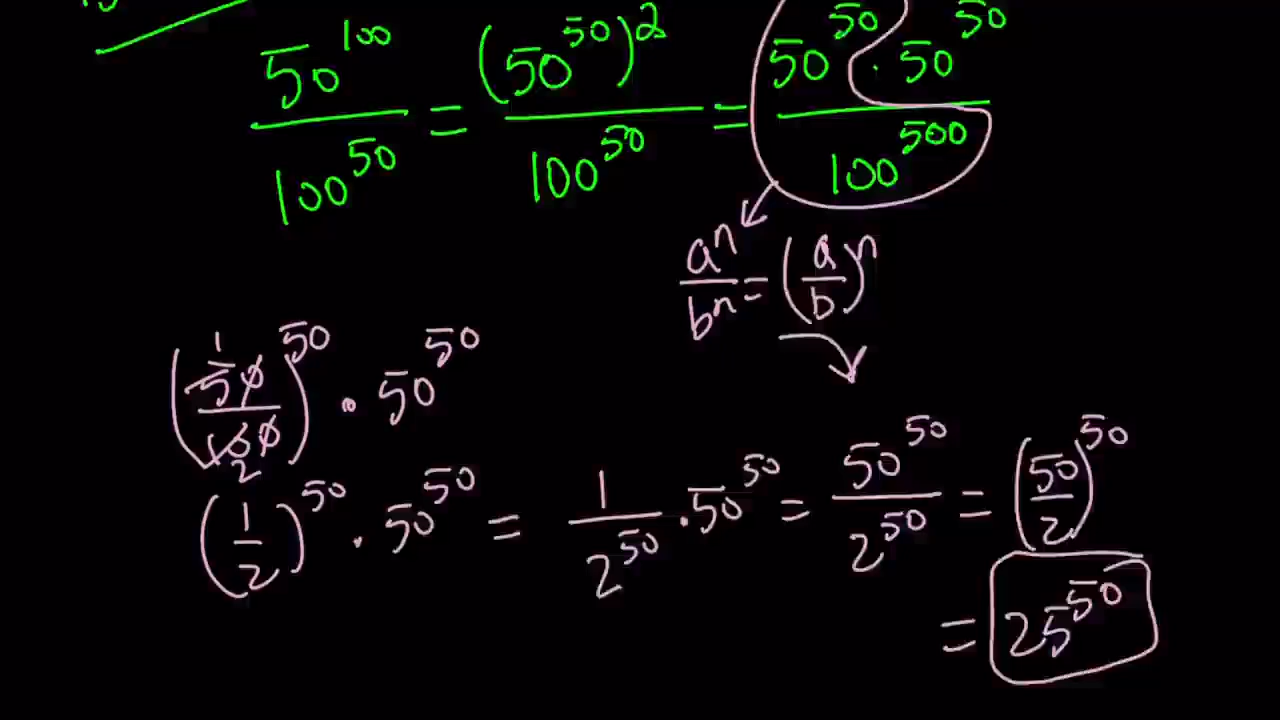 50^100 / 100^50 = (50^50)^2 / 100^50 = 50^50 · 50^50 / 100^500
a^n / b^n = (a/b)^n
(50/100)^50 · 50^50
1
2
(1/2)^50 · 50^50 = 1/2^50 · 50^50 = 50^50 / 2^50 = (50/2)^50
= 25^50